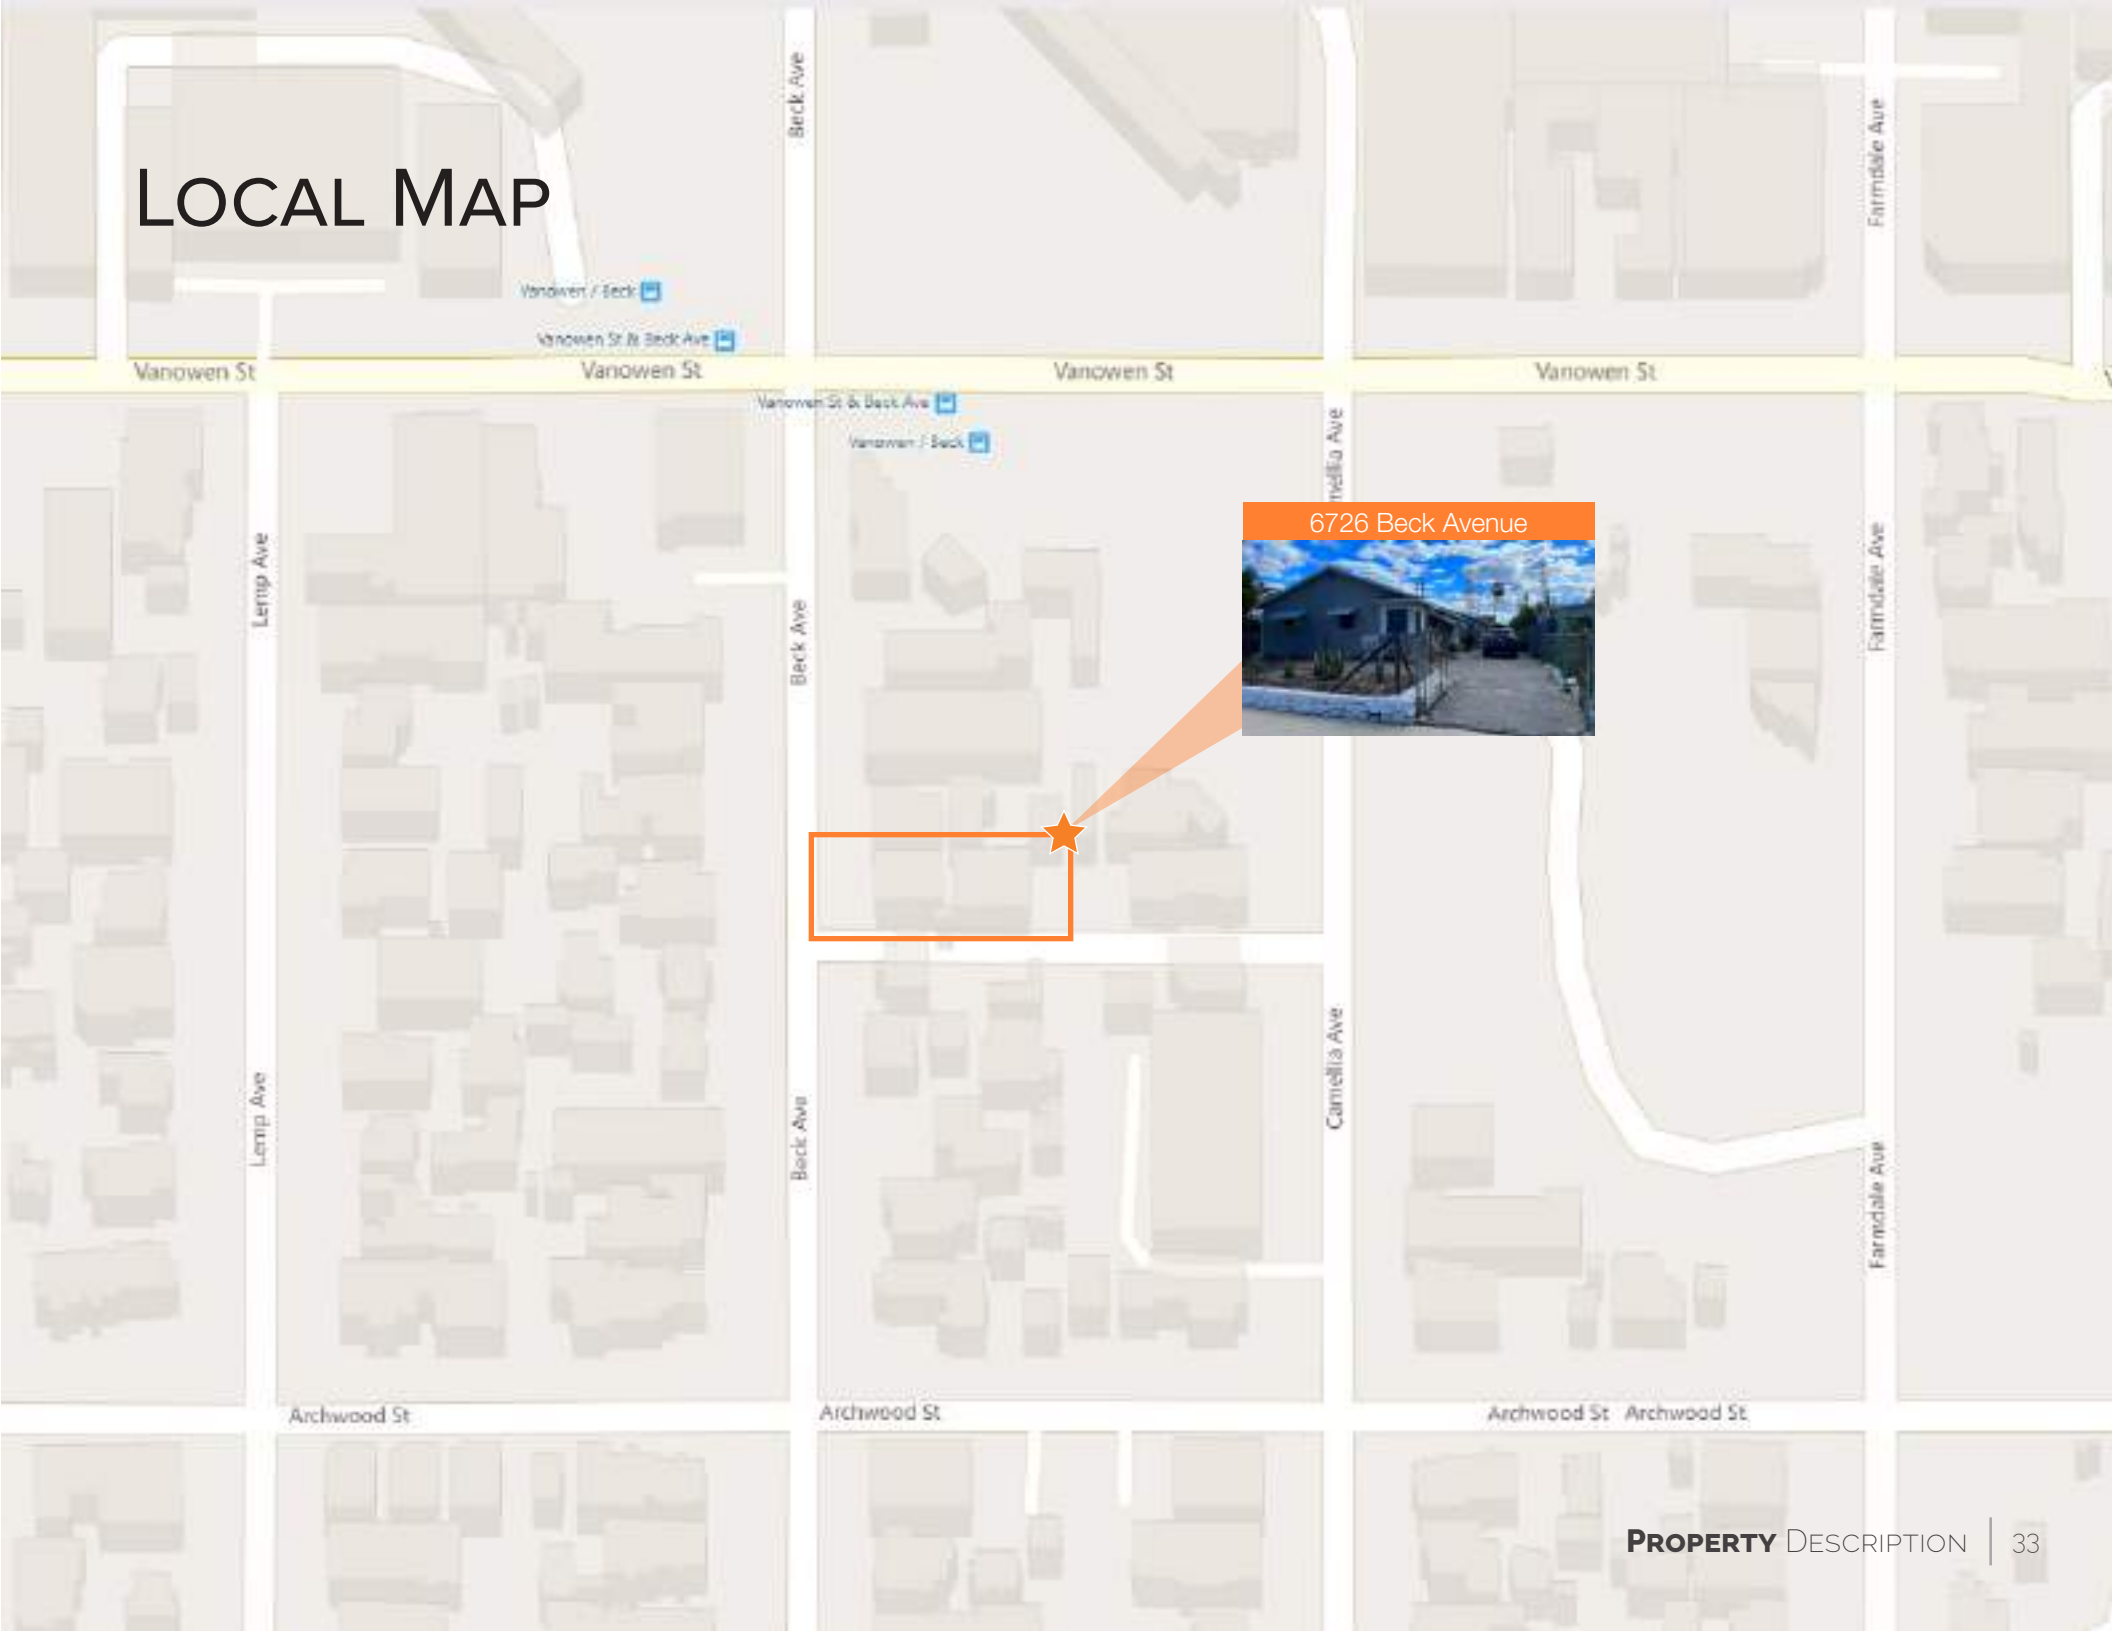 Beck Ave
Farmdale Ave
LOCAL MAP
Vanowen / Beck
Vanowen St & Beck Ave
Vanowen St
Vanowen St
Vanowen St
Vanowen St
Vanowen St & Beck Ave
Vanowen / Beck
mellia Ave
6726 Beck Avenue
Lemp Ave
Beck Ave
Farmdale Ave
Lemp Ave
Beck Ave
Camellia Ave
Farmdale Ave
Archwood St
Archwood St
Archwood St Archwood St
PROPERTY DESCRIPTION | 33